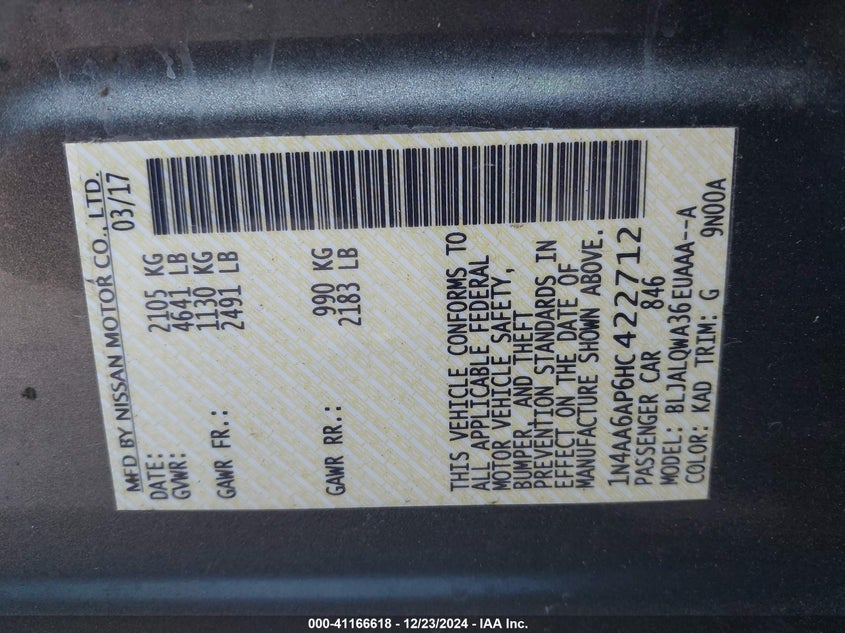 MFD BY NISSAN MOTOR CO., LTD.
DATE: 03/17
GVWR: 2105 KG
4641 LB
GAWR FR.: 1130 KG
2491 LB
GAWR RR.: 990 KG
2183 LB
THIS VEHICLE CONFORMS TO
ALL APPLICABLE FEDERAL
MOTOR VEHICLE SAFETY,
BUMPER, AND THEFT
PREVENTION STANDARDS IN
EFFECT ON THE DATE OF
MANUFACTURE SHOWN ABOVE.
1N4AA6AP6HC422712
PASSENGER CAR 846
MODEL: BLJALQWA36EUAAA--A
COLOR: KAD TRIM: G 9N00A
000-41166618 - 12/23/2024 - IAA Inc.